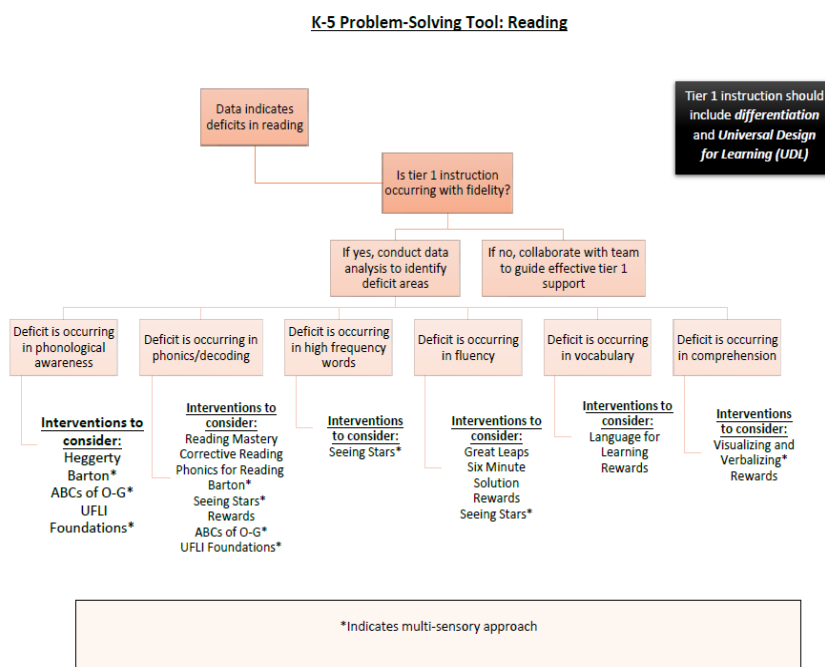 K-5 Problem-Solving Tool: Reading
Data indicates
deficits in reading
Tier 1 instruction should
include differentiation
and Universal Design
for Learning (UDL)
Is tier 1 instruction
occurring with fidelity?
If yes, conduct data
analysis to identify
deficit areas
If no, collaborate with team
to guide effective tier 1
support
Deficit is occurring
in phonological
awareness
Deficit is occurring in
phonics/decoding
Deficit is occurring
in high frequency
words
Deficit is occurring
in fluency
Deficit is occurring
in vocabulary
Deficit is occurring
in comprehension
Interventions to
consider:
Heggerty
Barton*
ABCs of O-G*
UFLI
Foundations*
Interventions to
consider:
Reading Mastery
Corrective Reading
Phonics for Reading
Barton*
Seeing Stars*
Rewards
ABCs of O-G*
UFLI Foundations*
Interventions
to consider:
Seeing Stars*
Interventions to
consider:
Great Leaps
Six Minute
Solution
Rewards
Seeing Stars*
Interventions to
consider:
Language for
Learning
Rewards
Interventions
to consider:
Visualizing and
Verbalizing*
Rewards
*Indicates multi-sensory approach